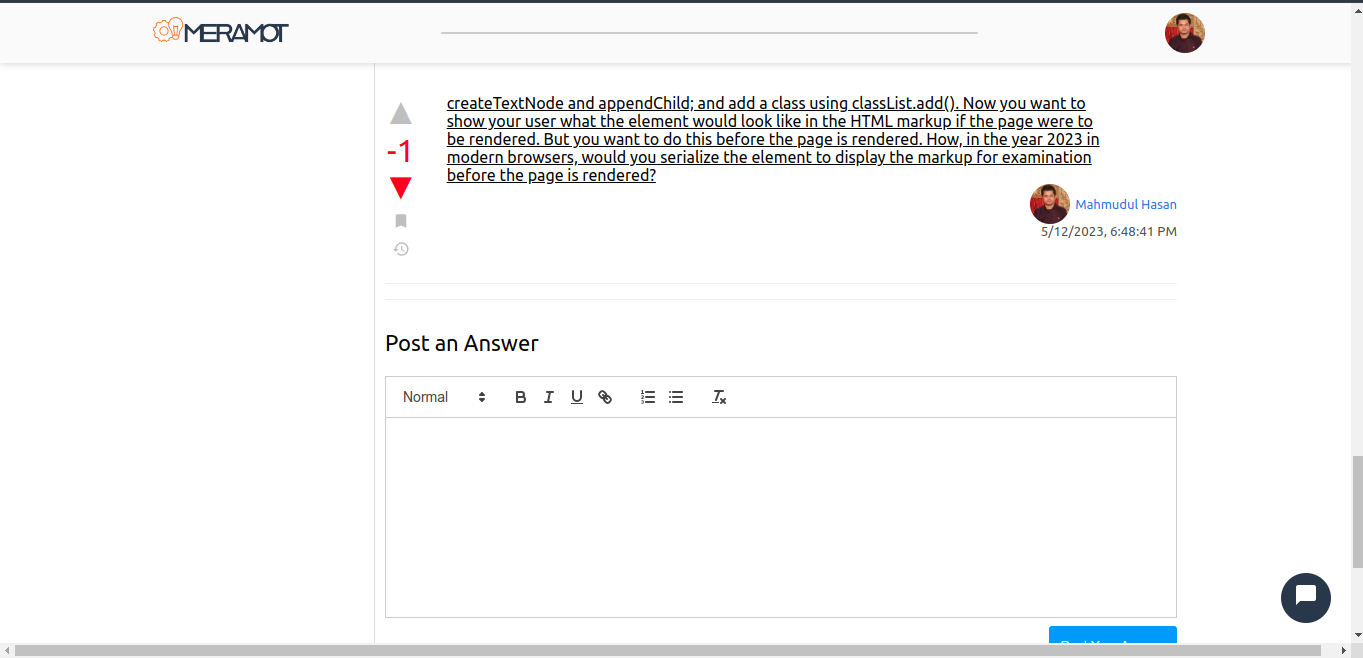 MERAMOT
createTextNode and appendChild; and add a class using classList.add(). Now you want to
show your user what the element would look like in the HTML markup if the page were to
be rendered. But you want to do this before the page is rendered. How, in the year 2023 in
modern browsers, would you serialize the element to display the markup for examination
before the page is rendered?
-1
Mahmudul Hasan
5/12/2023, 6:48:41 PM
Post an Answer
Normal